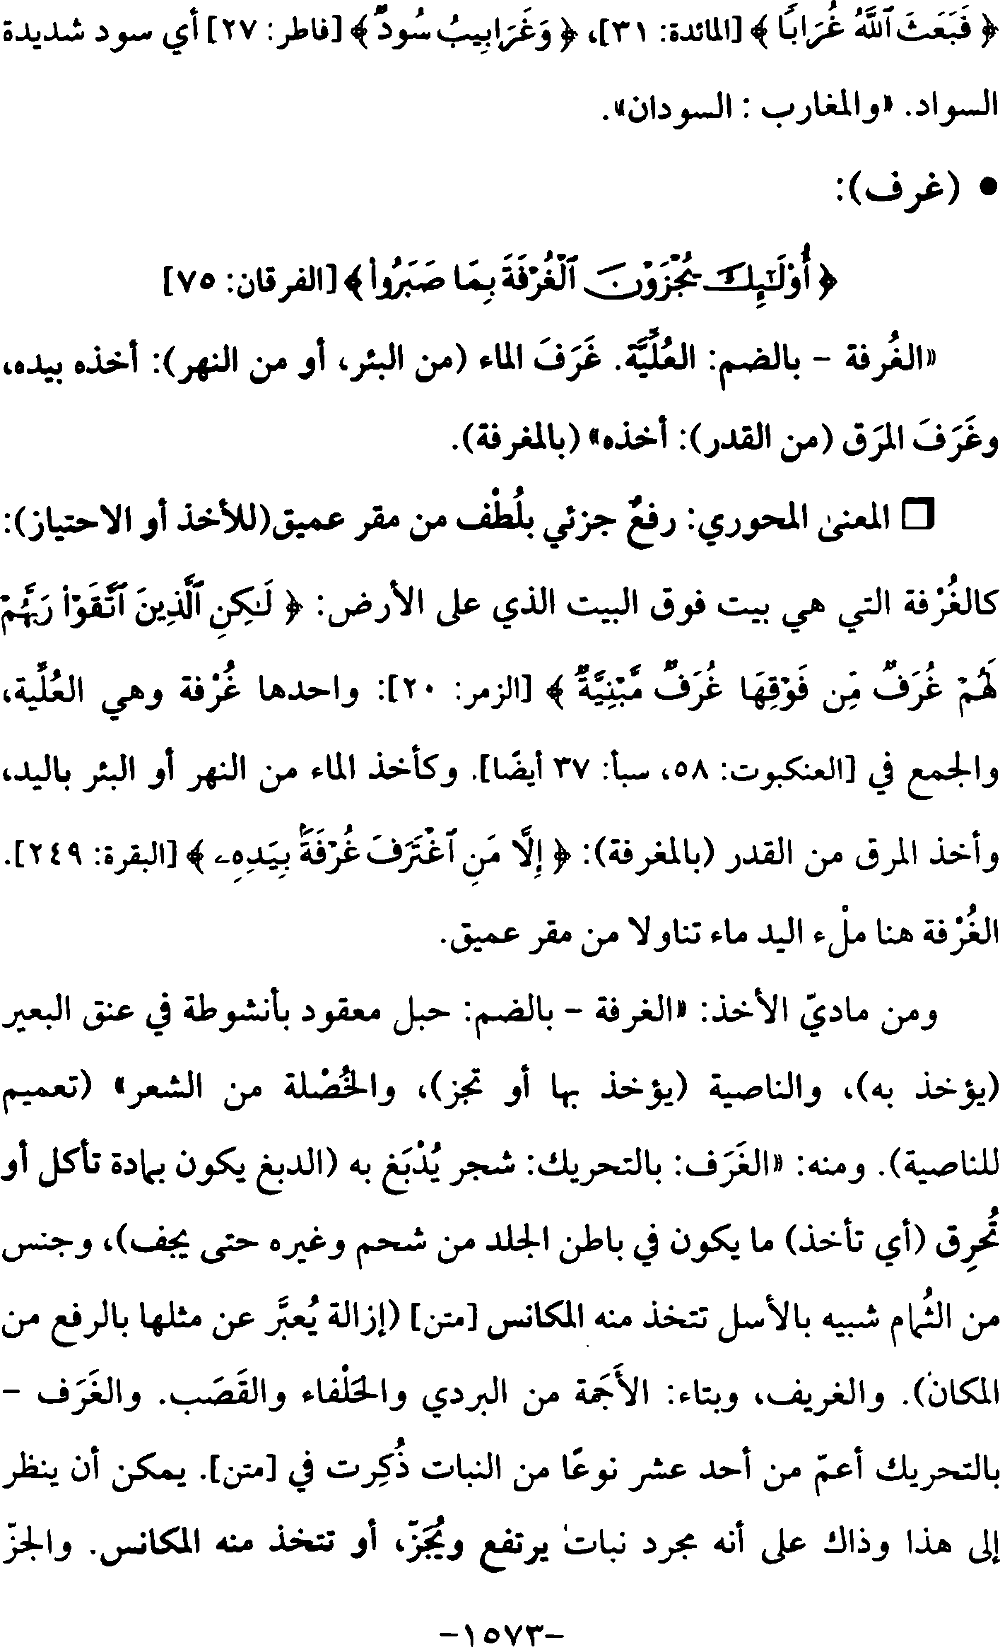 ﴿ فَبَعَثَ ٱللَّهُ غُرَابًا ﴾ [المائدة: ٣١]، ﴿ وَغَرَابِيبُ سُودٌ ﴾ [فاطر: ٢٧] أي سود شديدة
السواد. «والمغارب : السودان».
• (غرف):
﴿ أُوْلَٰٓئِكَ يُجْزَوْنَ ٱلْغُرْفَةَ بِمَا صَبَرُوا۟ ﴾ [الفرقان: ٧٥]
«الغُرفة - بالضم: العُلِّيَّة. غَرَفَ الماء (من البئر، أو من النهر): أخذه بيده،
وغَرَفَ المرَق (من القدر): أخذه» (بالمغرفة).
❒ المعنى المحوري: رفعٌ جزئي بلُطْف من مقر عميق(للأخذ أو الاحتياز):
كالغُرْفة التي هي بيت فوق البيت الذي على الأرض: ﴿ لَٰكِنِ ٱلَّذِينَ ٱتَّقَوْا۟ رَبَّهُمْ
لَهُمْ غُرَفٌ مِّن فَوْقِهَا غُرَفٌ مَّبْنِيَّةٌ ﴾ [الزمر: ٢٠]: واحدها غُرْفة وهي العُلِّية،
والجمع في [العنكبوت: ٥٨، سبأ: ٣٧ أيضًا]. وكأخذ الماء من النهر أو البئر باليد،
وأخذ المرق من القدر (بالمغرفة): ﴿ إِلَّا مَنِ ٱغْتَرَفَ غُرْفَةًۢ بِيَدِهِۦ ﴾ [البقرة: ٢٤٩].
الغُرْفة هنا ملْء اليد ماء تناولا من مقر عميق.
ومن ماديّ الأخذ: «الغرفة - بالضم: حبل معقود بأنشوطة في عنق البعير
(يؤخذ به)، والناصية (يؤخذ بها أو تجز)، والخُصْلة من الشعر» (تعميم
للناصية). ومنه: «الغَرَف: بالتحريك: شجر يُدْبَغ به (الدبغ يكون بمادة تأكل أو
تُحرِق (أي تأخذ) ما يكون في باطن الجلد من شحم وغيره حتى يجف)، وجنس
من الثُمام شبيه بالأسل تتخذ منه المكانس [متن] (إزالة يُعبَّر عن مثلها بالرفع من
المكان). والغريف، وبتاء: الأَجَمة من البردي والحَلْفاء والقَصَب. والغَرَف -
بالتحريك أعمّ من أحد عشر نوعًا من النبات ذُكِرت في [متن]. يمكن أن ينظر
إلى هذا وذاك على أنه مجرد نبات يرتفع ويُجَزّ، أو تتخذ منه المكانس. والجزّ
-١٥٧٣-